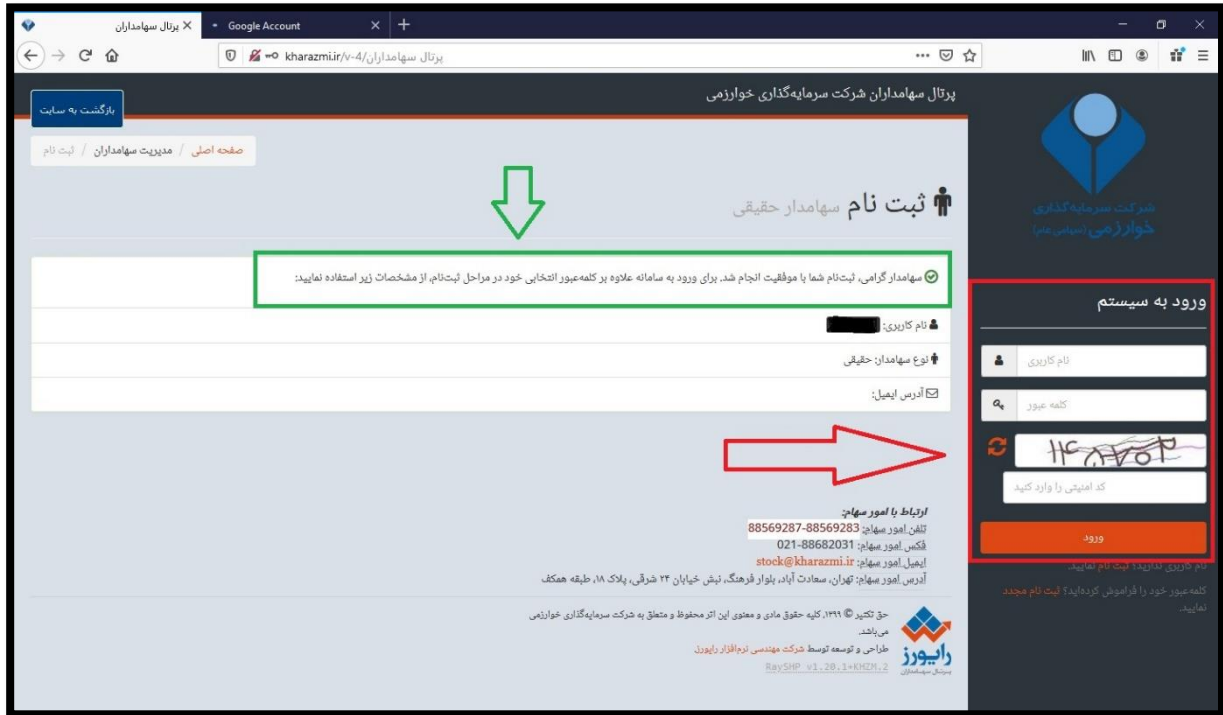 پرتال سهامداران
Google Account
kharazmi.ir/v-4/پرتال سهامداران
پرتال سهامداران شرکت سرمایه‌گذاری خوارزمی
بازگشت به سایت
صفحه اصلی / مدیریت سهامداران / ثبت نام
ثبت نام سهامدار حقیقی
سهامدار گرامی، ثبت‌نام شما با موفقیت انجام شد. برای ورود به سامانه علاوه بر کلمه‌عبور انتخابی خود در مراحل ثبت‌نام، از مشخصات زیر استفاده نمایید:
نام کاربری:
نوع سهامدار: حقیقی
آدرس ایمیل:
شرکت سرمایه گذاری
خوارزمی (سهامی عام)
ورود به سیستم
نام کاربری
کلمه عبور
کد امنیتی را وارد کنید
ورود
نام کاربری ندارید؟ ثبت نام نمایید.
کلمه‌عبور خود را فراموش کرده‌اید؟ ثبت نام مجدد
نمایید.
ارتباط با امور سهام:
تلفن امور سهام: 88569283-88569287
فکس امور سهام: 88682031-021
ایمیل امور سهام: stock@kharazmi.ir
آدرس امور سهام: تهران، سعادت آباد، بلوار فرهنگ، نبش خیابان ۲۴ شرقی، پلاک ۱۸، طبقه همکف
حق تکثیر © ۱۳۹۹. کلیه حقوق مادی و معنوی این اثر محفوظ و متعلق به شرکت سرمایه‌گذاری خوارزمی
می‌باشد.
طراحی و توسعه توسط شرکت مهندسی نرم‌افزار رایورز.
RaySHP v1.20.1+KHZM.2
رایورز
پرتال سهامداران